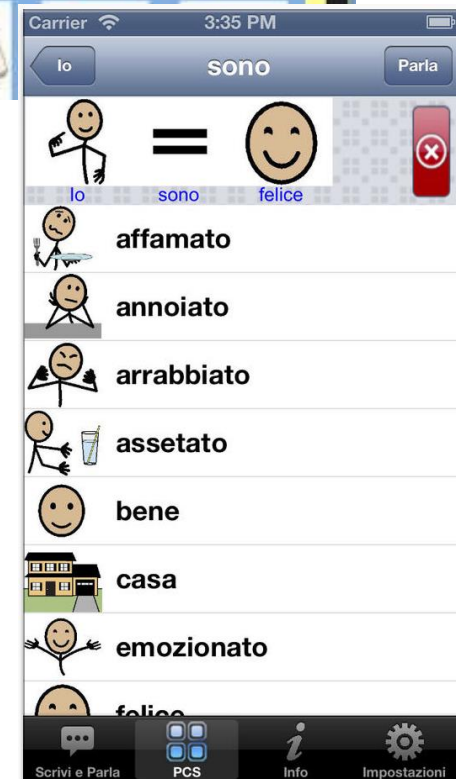 Carrier 3:35 PM
Io sono Parla
Io sono felice
affamato
annoiato
arrabbiato
assetato
bene
casa
emozionato
felice
Scrivi e Parla PCS Info Impostazioni